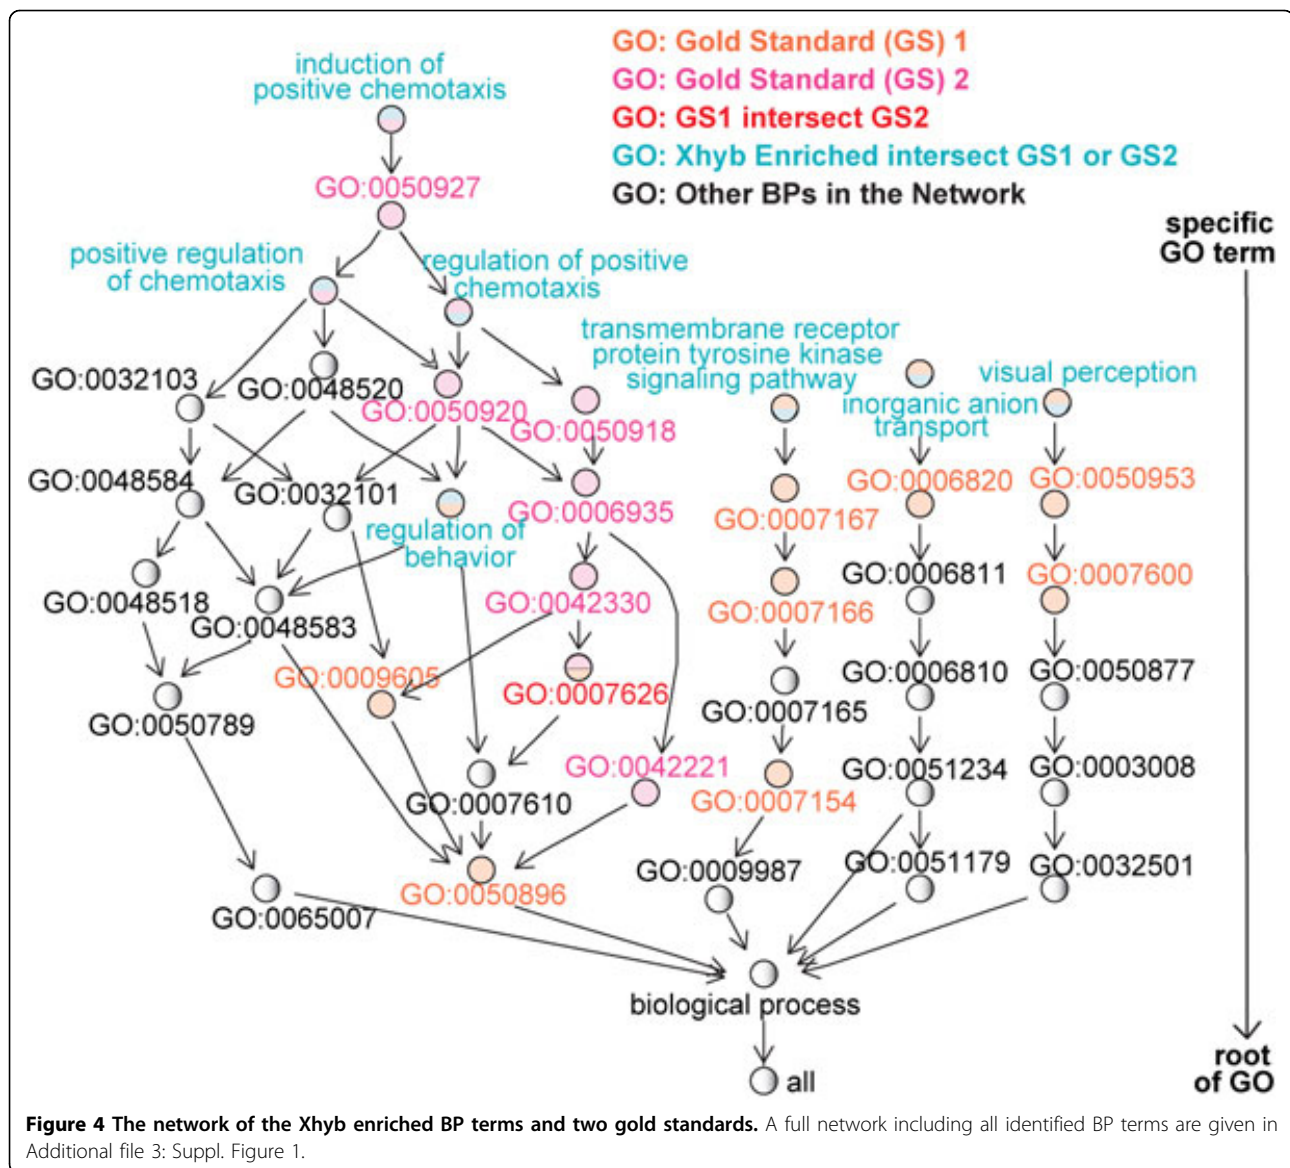 GO: Gold Standard (GS) 1
GO: Gold Standard (GS) 2
GO: GS1 intersect GS2
GO: Xhyb Enriched intersect GS1 or GS2
GO: Other BPs in the Network
induction of
positive chemotaxis
GO:0050927
positive regulation
of chemotaxis
regulation of positive
chemotaxis
specific
GO term
transmembrane receptor
protein tyrosine kinase
signaling pathway
inorganic anion
transport
visual perception
GO:0032103
GO:0048520
GO:0050920
GO:0050918
GO:0048584
GO:0032101
GO:0006935
GO:0007167
GO:0006820
GO:0050953
regulation of
behavior
GO:0048518
GO:0048583
GO:0042330
GO:0007166
GO:0006811
GO:0007600
GO:0009605
GO:0007626
GO:0006810
GO:0050877
GO:0050789
GO:0007165
GO:0007610
GO:0042221
GO:0007154
GO:0051234
GO:0003008
GO:0050896
GO:0009987
GO:0051179
GO:0032501
GO:0065007
biological process
all
root
of GO
Figure 4 The network of the Xhyb enriched BP terms and two gold standards. A full network including all identified BP terms are given in
Additional file 3: Suppl. Figure 1.